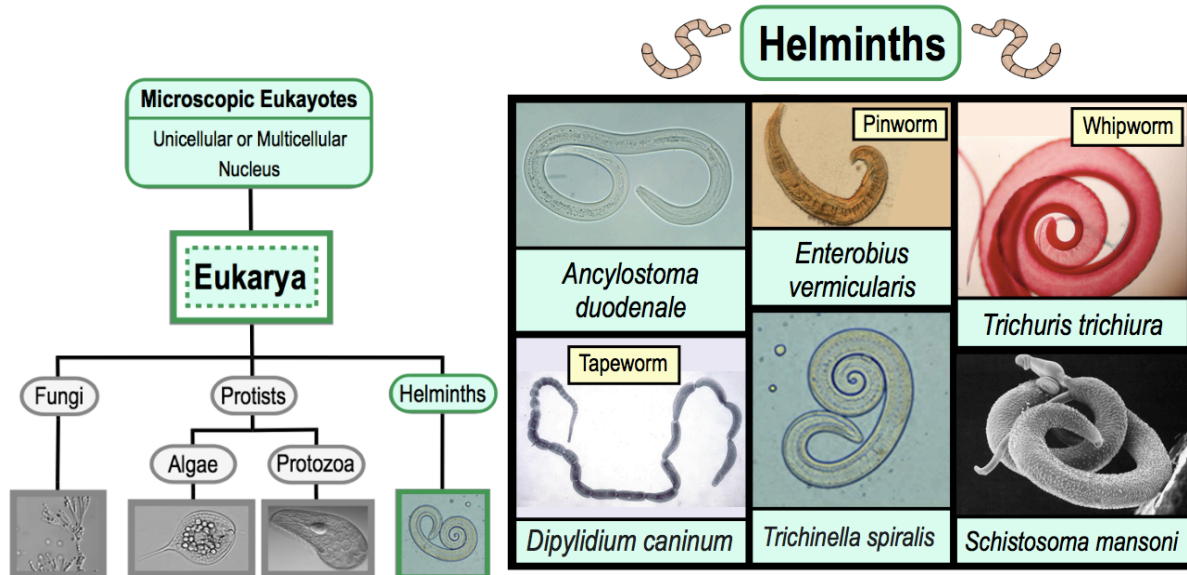 Helminths
Microscopic Eukayotes
Unicellular or Multicellular
Nucleus
Eukarya
Fungi
Protists
Helminths
Algae
Protozoa
Ancylostoma
duodenale
Pinworm
Enterobius
vermicularis
Whipworm
Trichuris trichiura
Tapeworm
Dipylidium caninum
Trichinella spiralis
Schistosoma mansoni